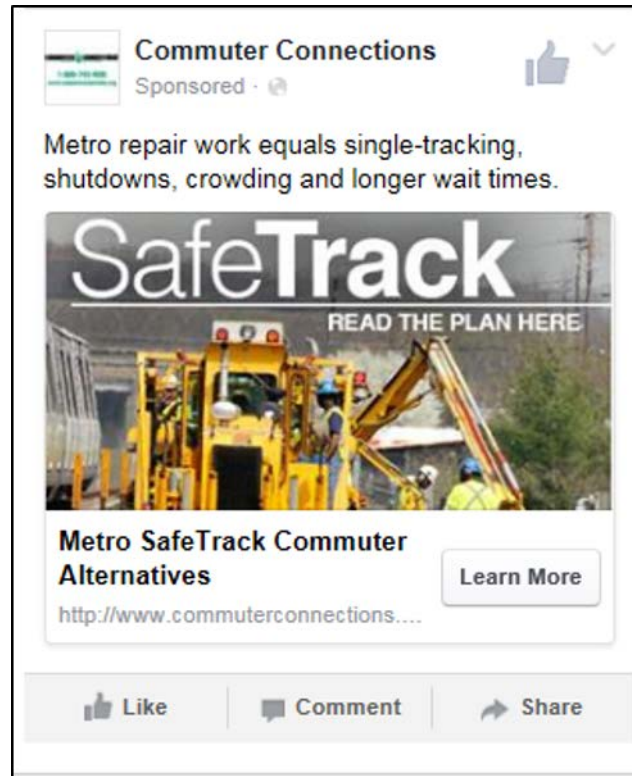 Commuter Connections
Sponsored ·
Metro repair work equals single-tracking,
shutdowns, crowding and longer wait times.
SafeTrack
READ THE PLAN HERE
Metro SafeTrack Commuter
Alternatives
Learn More
http://www.commuterconnections....
Like
Comment
Share